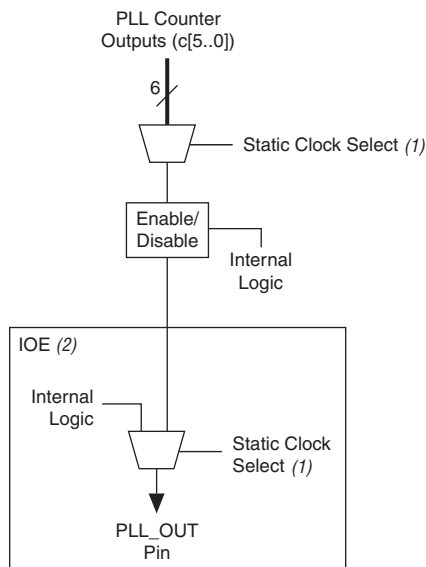 PLL Counter
Outputs (c[5..0])
6
Static Clock Select (1)
Enable/
Disable
Internal
Logic
IOE (2)
Internal
Logic
Static Clock
Select (1)
PLL_OUT
Pin